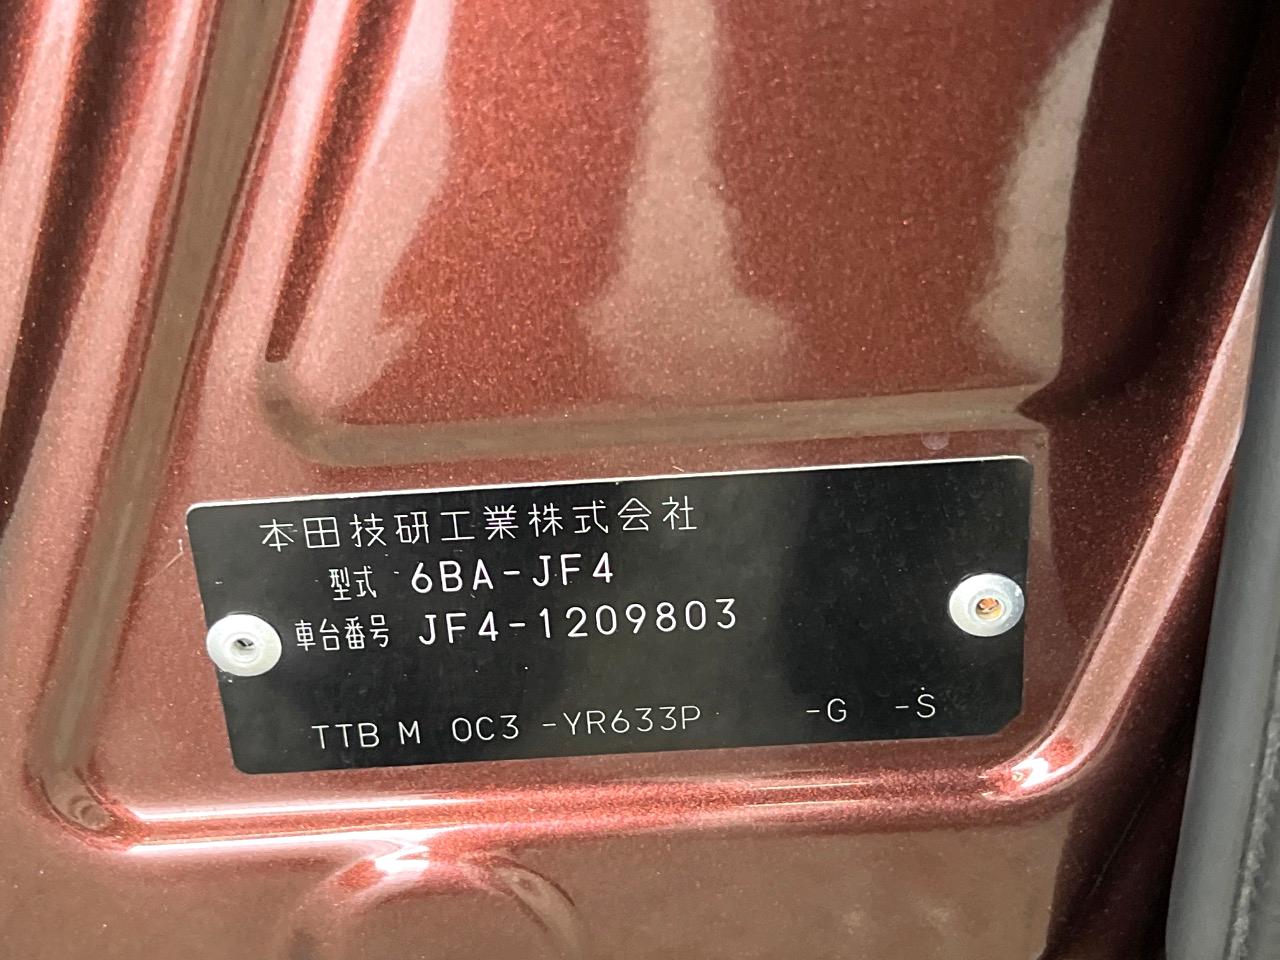 本田技研工業株式会社
型式 6BA-JF4
車台番号 JF4-1209803
TTB M 0C3 -YR633P -G -S